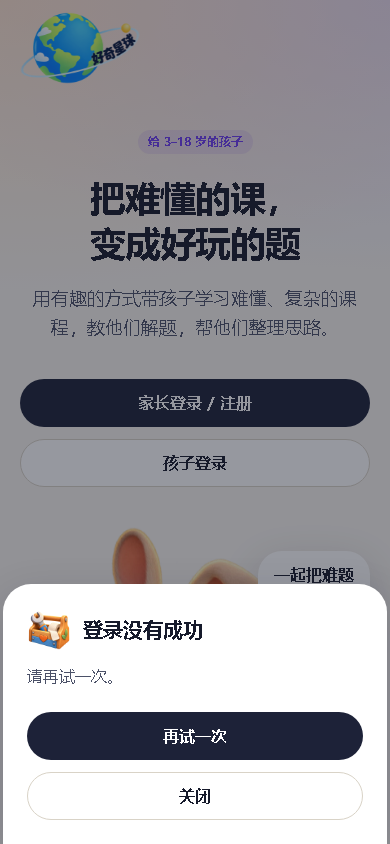 好奇星球
给 3–18 岁的孩子
把难懂的课，
变成好玩的题
用有趣的方式带孩子学习难懂、复杂的课
程，教他们解题，帮他们整理思路。
家长登录 / 注册
孩子登录
一起把难题
登录没有成功
请再试一次。
再试一次
关闭